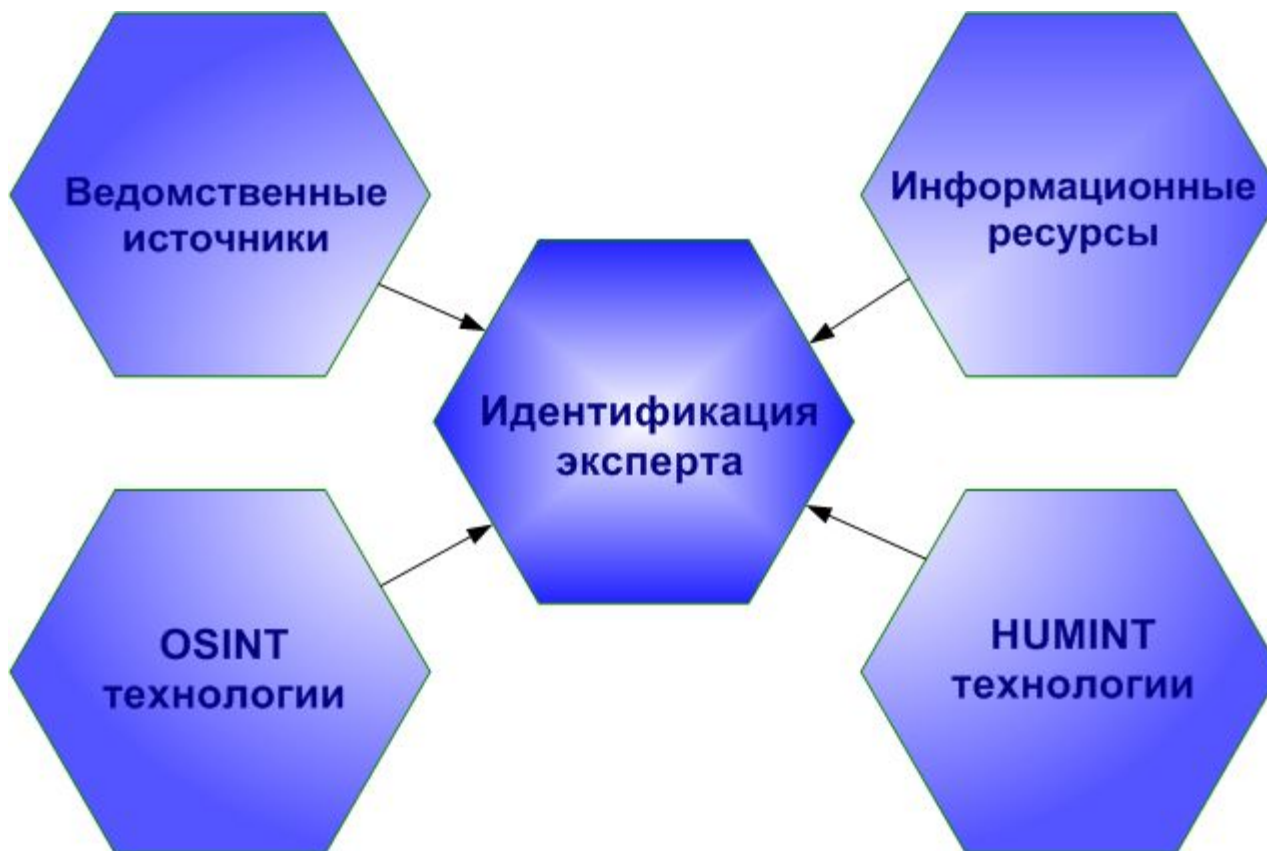 Ведомственные
источники
Информационные
ресурсы
Идентификация
эксперта
OSINT
технологии
HUMINT
технологии